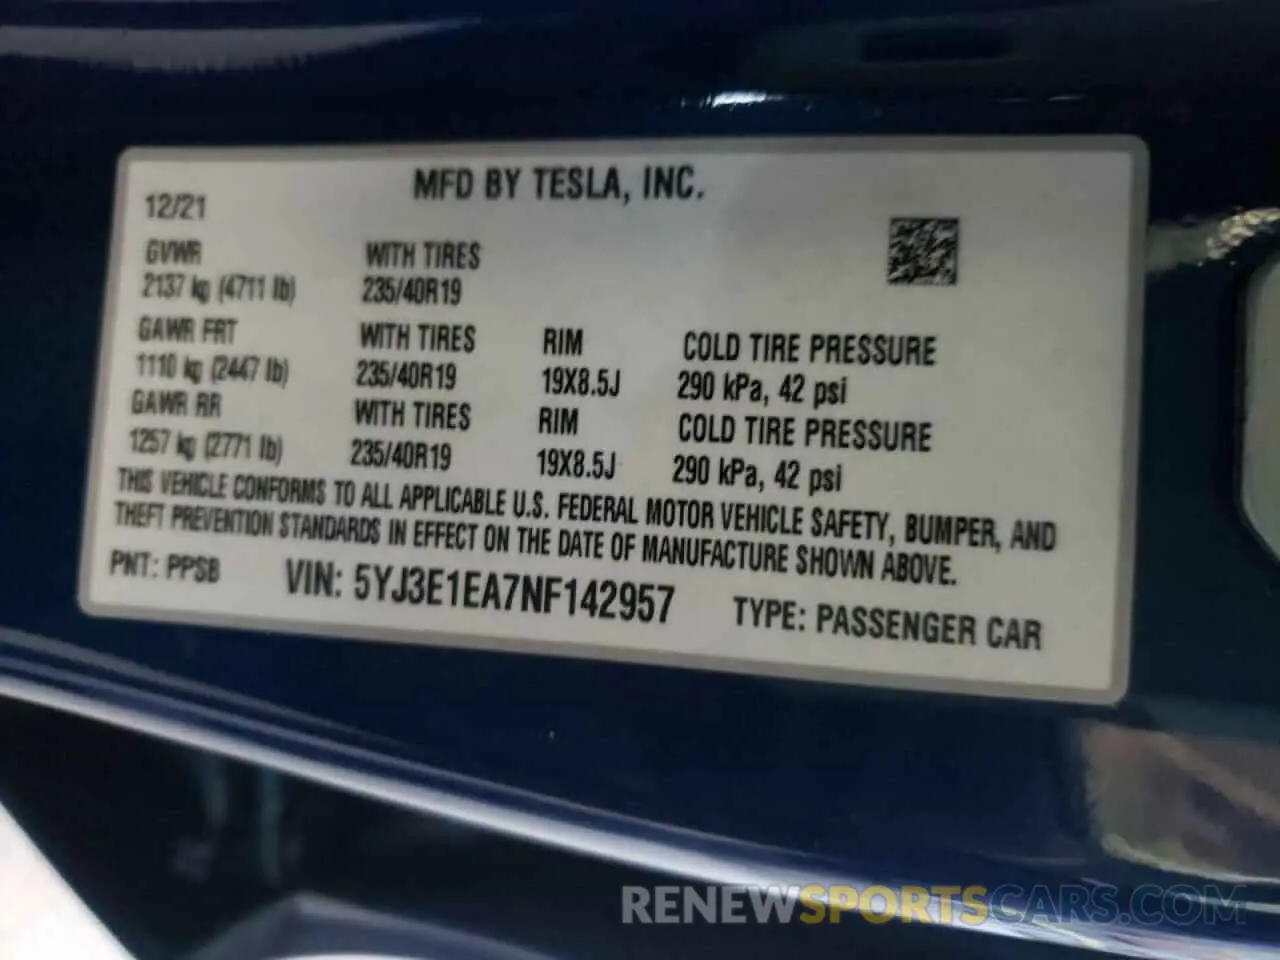 MFD BY TESLA, INC.
12/21
GVWR WITH TIRES
2137 kg (4711 lb) 235/40R19
GAWR FRT WITH TIRES RIM COLD TIRE PRESSURE
1110 kg (2447 lb) 235/40R19 19X8.5J 290 kPa, 42 psi
GAWR RR WITH TIRES RIM COLD TIRE PRESSURE
1257 kg (2771 lb) 235/40R19 19X8.5J 290 kPa, 42 psi
THIS VEHICLE CONFORMS TO ALL APPLICABLE U.S. FEDERAL MOTOR VEHICLE SAFETY, BUMPER, AND
THEFT PREVENTION STANDARDS IN EFFECT ON THE DATE OF MANUFACTURE SHOWN ABOVE.
PNT: PPSB VIN: 5YJ3E1EA7NF142957 TYPE: PASSENGER CAR
RENEWSPORTSCARS.COM